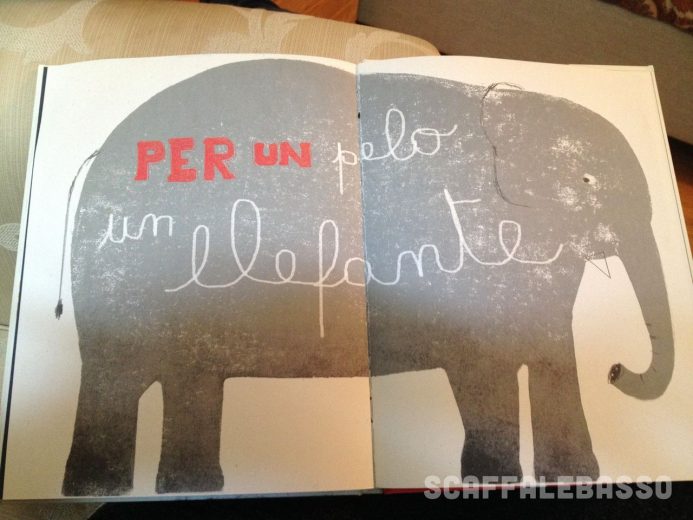 PER UN pelo
un elefante
SCAFFALEBASSO